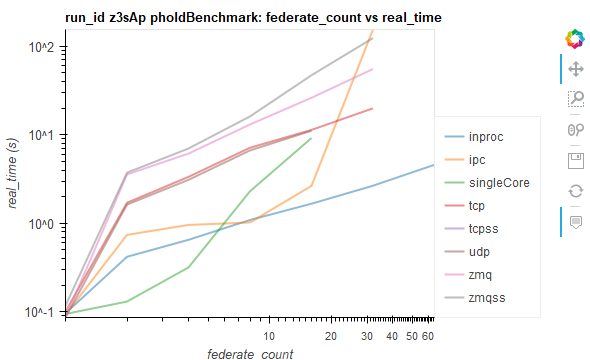 run_id z3sAp pholdBenchmark: federate_count vs real_time
10^2
10^1
10^0
10^-1
real_time (s)
10
20
30
40
50
60
federate_count
inproc
ipc
singleCore
tcp
tcpss
udp
zmq
zmqss